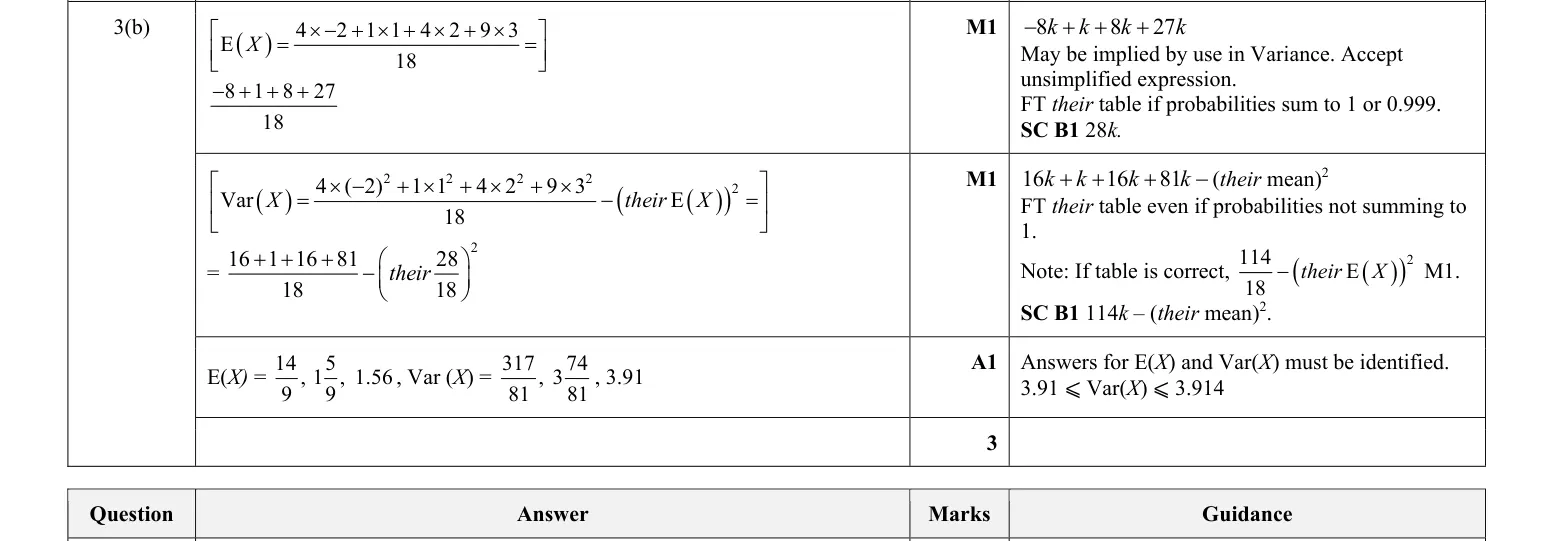 3(b)
[E(X) = (4×−2+1×1+4×2+9×3)/18 =]
(−8+1+8+27)/18
M1
−8k + k + 8k + 27k
May be implied by use in Variance. Accept
unsimplified expression.
FT their table if probabilities sum to 1 or 0.999.
SC B1 28k.
[Var(X) = (4×(−2)²+1×1²+4×2²+9×3²)/18 − (their E(X))² =]
= (16+1+16+81)/18 − (their 28/18)²
M1
16k + k + 16k + 81k − (their mean)²
FT their table even if probabilities not summing to
1.
Note: If table is correct, 114/18 − (their E(X))² M1.
SC B1 114k – (their mean)².
E(X) = 14/9, 1 5/9, 1.56, Var (X) = 317/81, 3 74/81, 3.91
A1
Answers for E(X) and Var(X) must be identified.
3.91 ⩽ Var(X) ⩽ 3.914
3
Question Answer Marks Guidance